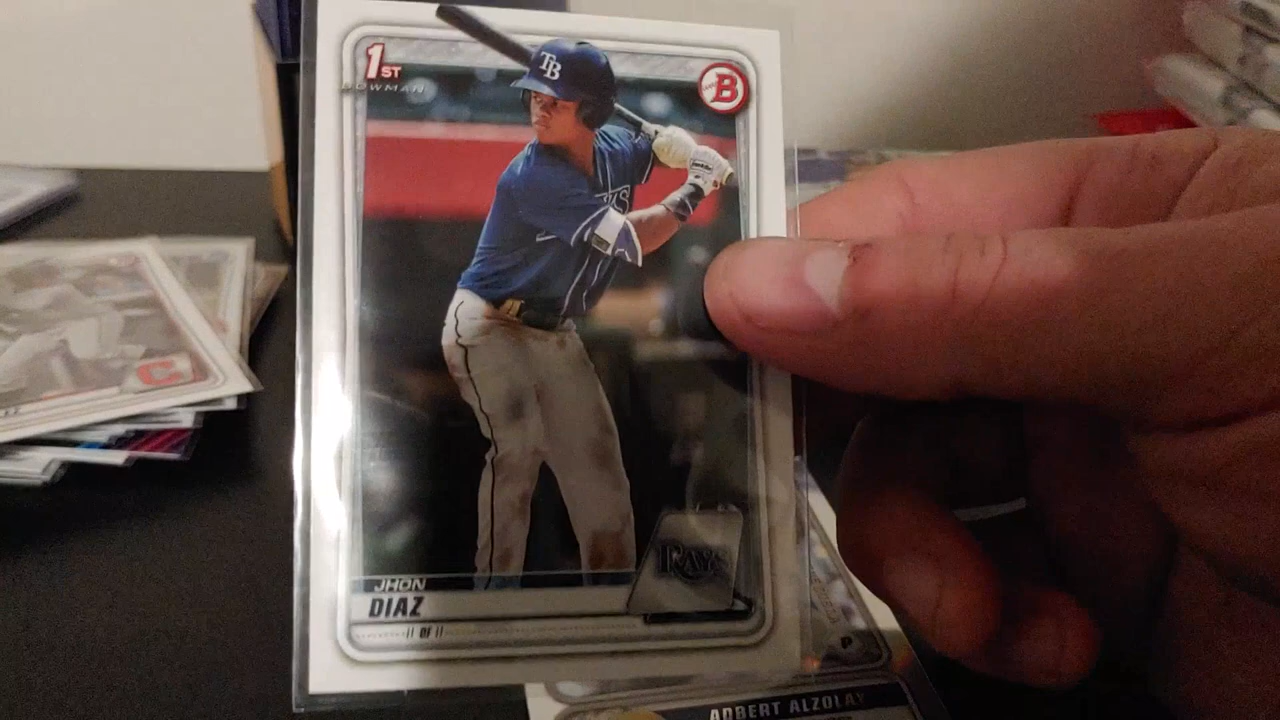 1ST
BOWMAN
TB
B
RAYS
JHON
DIAZ
// OF //
P
ADBERT ALZOLAY
C